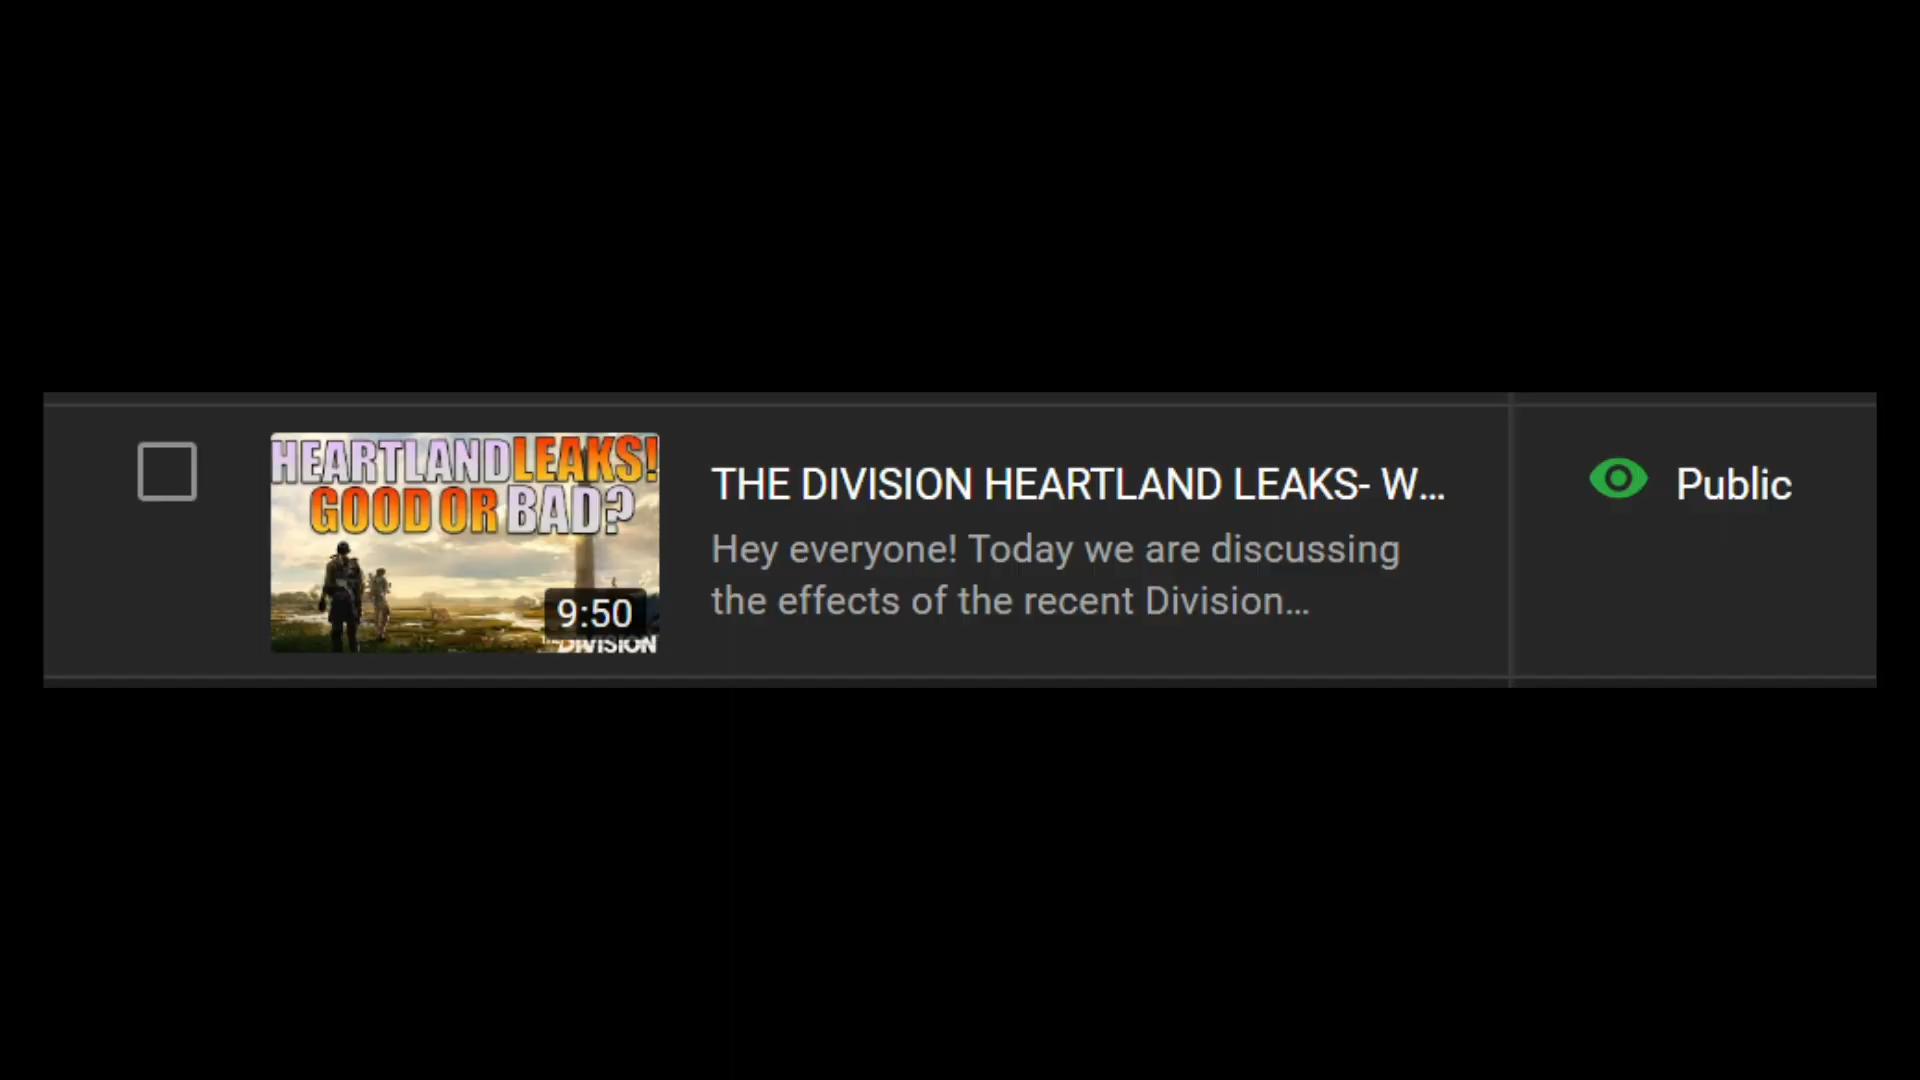 HEARTLAND LEAKS!
GOOD OR BAD?
9:50
DIVISION
THE DIVISION HEARTLAND LEAKS- W...
Hey everyone! Today we are discussing
the effects of the recent Division...
Public